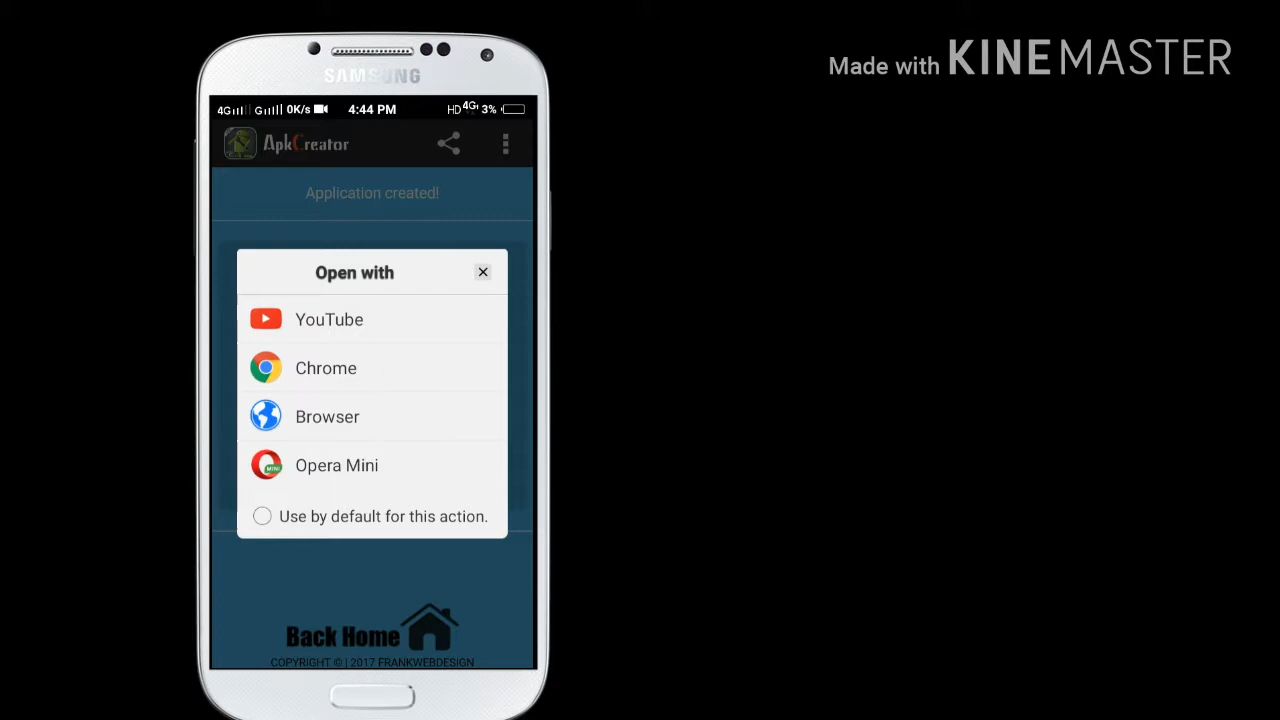 Made with KINEMASTER
SAMSUNG
4G G 0K/s 4:44 PM HD 4G 3%
ApkCreator
Application created!
Open with
YouTube
Chrome
Browser
Opera Mini
Use by default for this action.
Back Home
COPYRIGHT © | 2017 FRANKWEBDESIGN